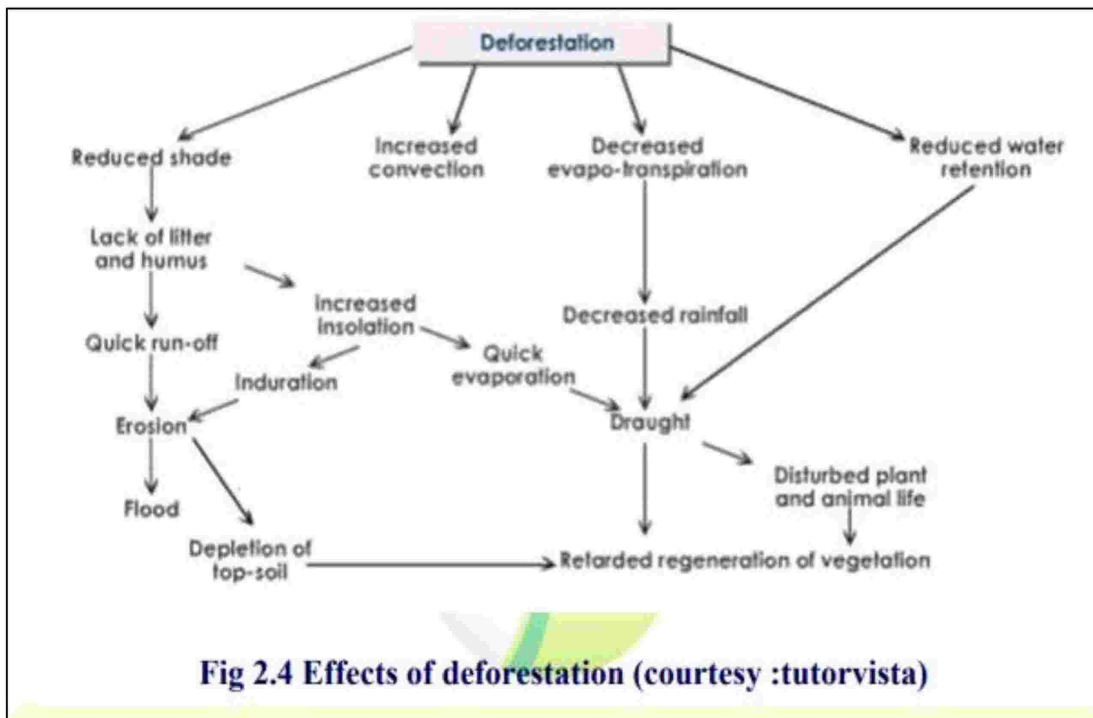 Deforestation
Reduced shade
Increased
convection
Decreased
evapo-transpiration
Reduced water
retention
Lack of litter
and humus
Increased
insolation
Decreased rainfall
Quick run-off
Quick
evaporation
Induration
Erosion
Draught
Disturbed plant
and animal life
Flood
Depletion of
top-soil
Retarded regeneration of vegetation
Fig 2.4 Effects of deforestation (courtesy :tutorvista)